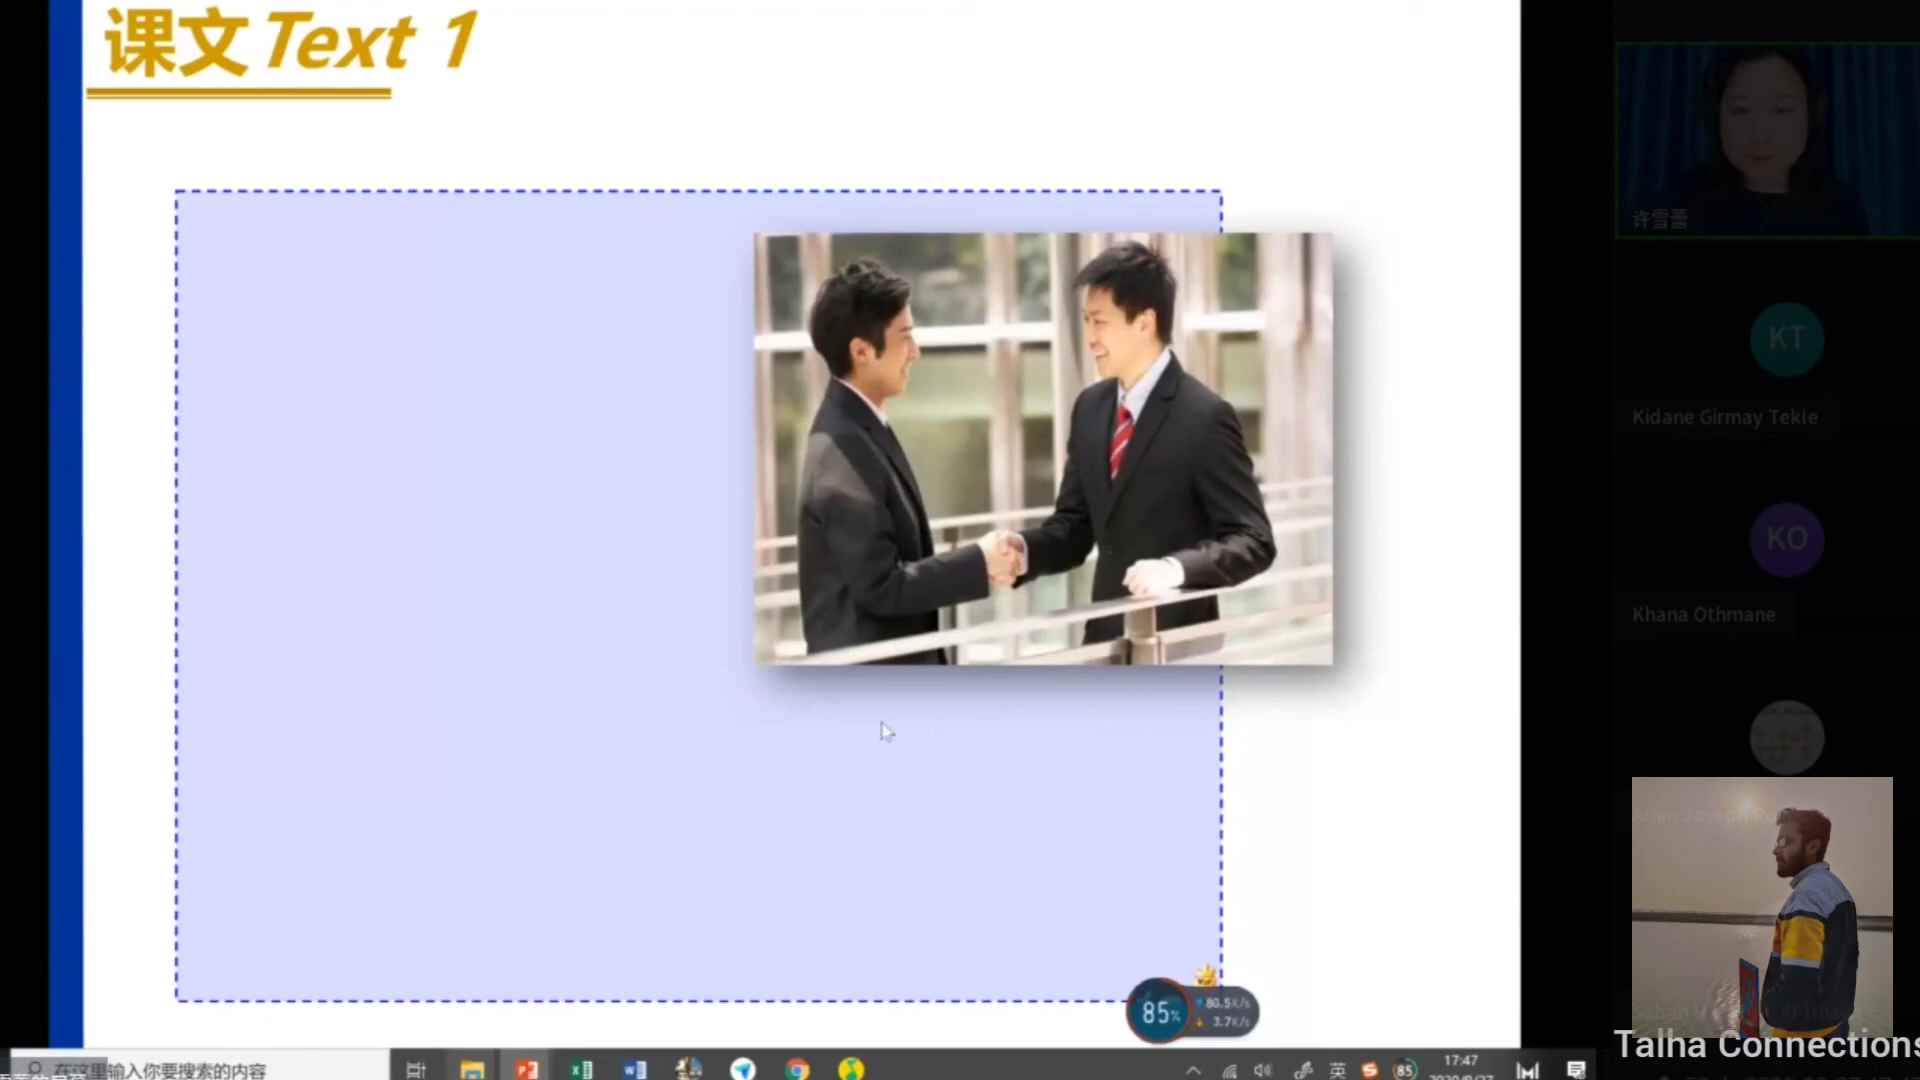 课文 Text 1
许雪蕾
KT
Kidane Girmay Tekle
KO
Khana Othmane
Talha Connections
85%
80.5K/s
3.7K/s
在这里输入你要搜索的内容
英
85
17:47